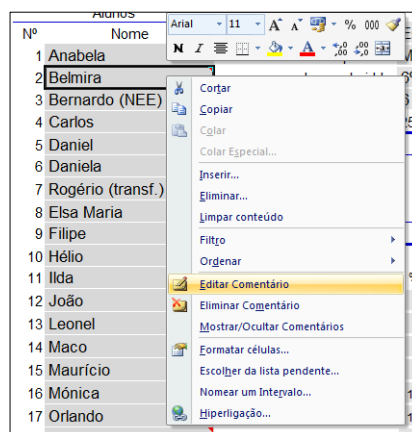 Alunos
Nº Nome
Arial 11 A A % 000
N I S A
1 Anabela
2 Belmira
3 Bernardo (NEE)
4 Carlos
5 Daniel
6 Daniela
7 Rogério (transf.)
8 Elsa Maria
9 Filipe
10 Hélio
11 Ilda
12 João
13 Leonel
14 Maco
15 Maurício
16 Mónica
17 Orlando
Cortar
Copiar
Colar
Colar Especial...
Inserir...
Eliminar...
Limpar conteúdo
Filtro
Ordenar
Editar Comentário
Eliminar Comentário
Mostrar/Ocultar Comentários
Formatar células...
Escolher da lista pendente...
Nomear um Intervalo...
Hiperligação...